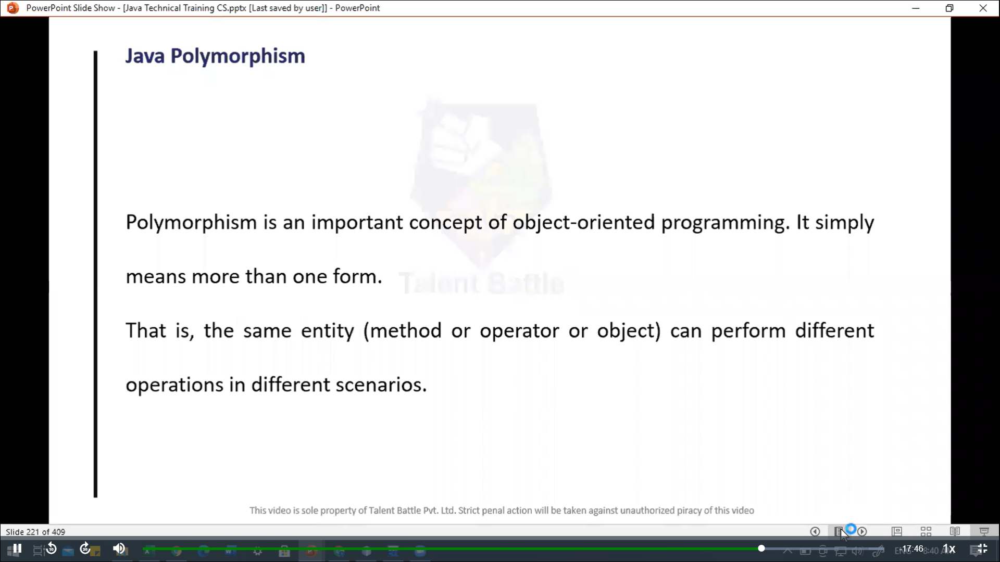 PowerPoint Slide Show - [Java Technical Training CS.pptx [Last saved by user]] - PowerPoint
Java Polymorphism
Polymorphism is an important concept of object-oriented programming. It simply
means more than one form.
Talent Battle
That is, the same entity (method or operator or object) can perform different
operations in different scenarios.
This video is sole property of Talent Battle Pvt. Ltd. Strict penal action will be taken against unauthorized piracy of this video
Slide 221 of 409
10
30
-17:46
1x